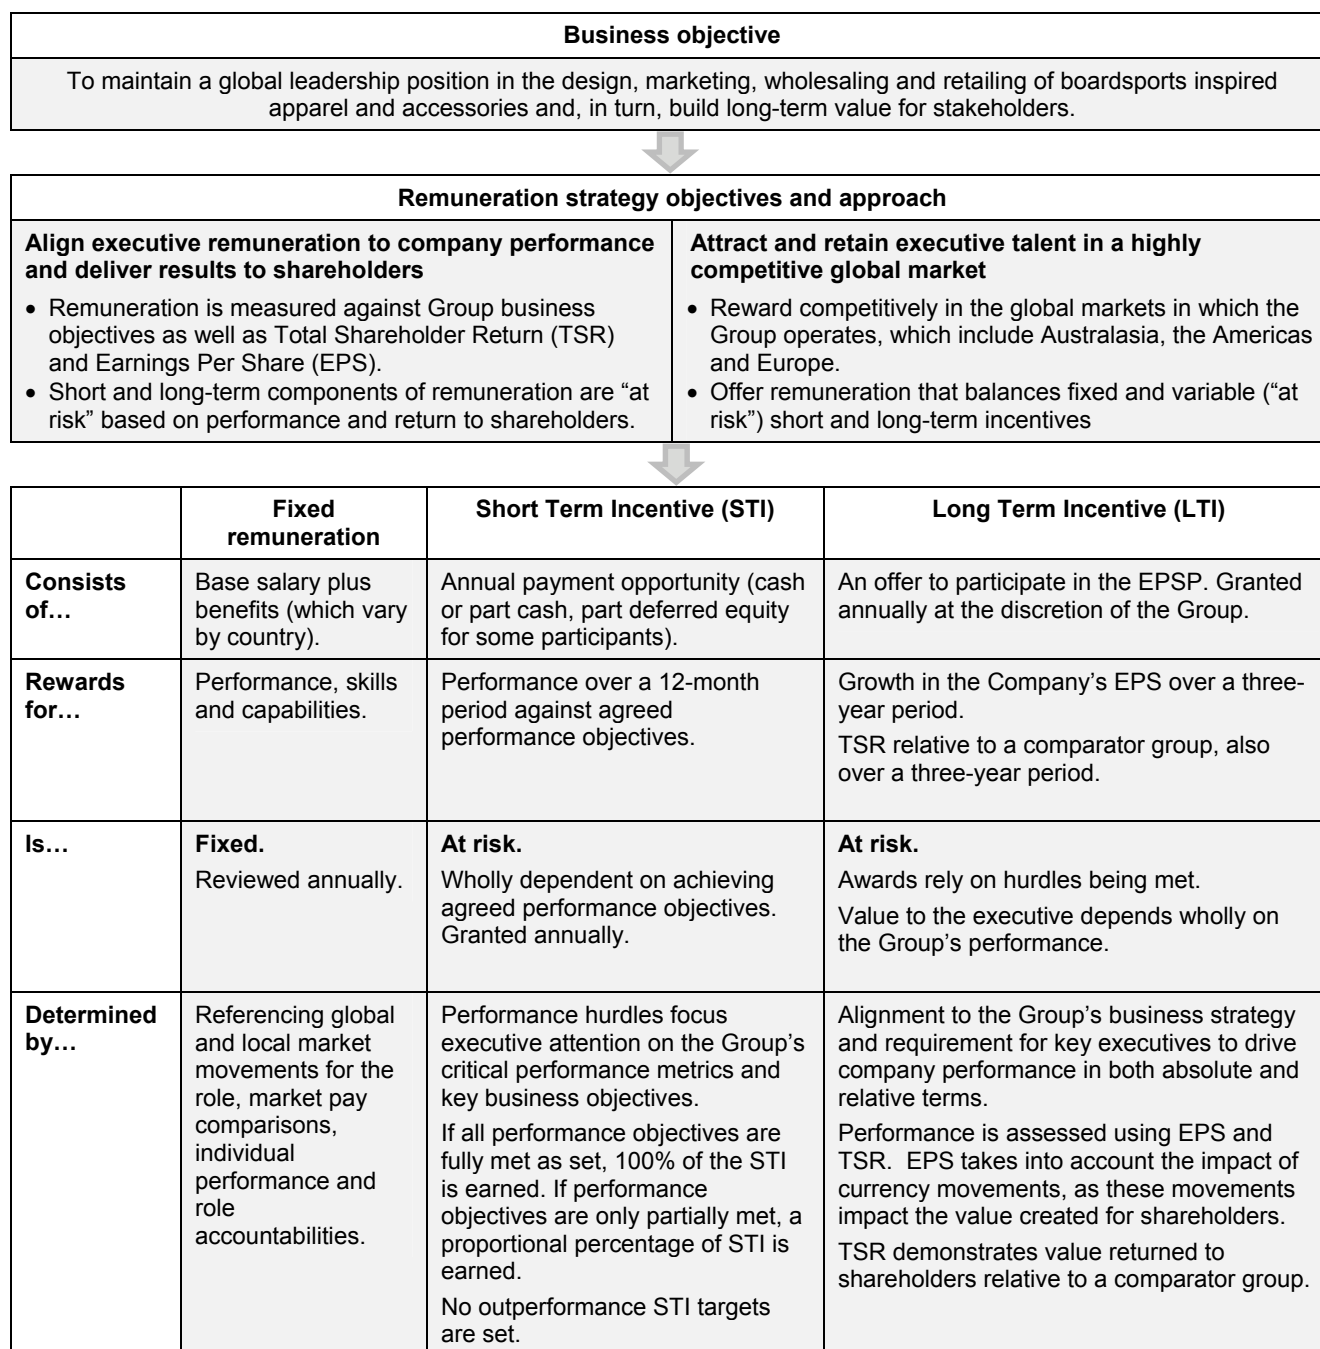 Business objective
To maintain a global leadership position in the design, marketing, wholesaling and retailing of boardsports inspired
apparel and accessories and, in turn, build long-term value for stakeholders.
Remuneration strategy objectives and approach
Align executive remuneration to company performance
and deliver results to shareholders
• Remuneration is measured against Group business
objectives as well as Total Shareholder Return (TSR)
and Earnings Per Share (EPS).
• Short and long-term components of remuneration are “at
risk” based on performance and return to shareholders.
Attract and retain executive talent in a highly
competitive global market
• Reward competitively in the global markets in which the
Group operates, which include Australasia, the Americas
and Europe.
• Offer remuneration that balances fixed and variable (“at
risk”) short and long-term incentives
Fixed
remuneration
Short Term Incentive (STI)
Long Term Incentive (LTI)
Consists
of…
Base salary plus
benefits (which vary
by country).
Annual payment opportunity (cash
or part cash, part deferred equity
for some participants).
An offer to participate in the EPSP. Granted
annually at the discretion of the Group.
Rewards
for…
Performance, skills
and capabilities.
Performance over a 12-month
period against agreed
performance objectives.
Growth in the Company’s EPS over a three-
year period.
TSR relative to a comparator group, also
over a three-year period.
Is…
Fixed.
Reviewed annually.
At risk.
Wholly dependent on achieving
agreed performance objectives.
Granted annually.
At risk.
Awards rely on hurdles being met.
Value to the executive depends wholly on
the Group’s performance.
Determined
by…
Referencing global
and local market
movements for the
role, market pay
comparisons,
individual
performance and
role
accountabilities.
Performance hurdles focus
executive attention on the Group’s
critical performance metrics and
key business objectives.
If all performance objectives are
fully met as set, 100% of the STI
is earned. If performance
objectives are only partially met, a
proportional percentage of STI is
earned.
No outperformance STI targets
are set.
Alignment to the Group’s business strategy
and requirement for key executives to drive
company performance in both absolute and
relative terms.
Performance is assessed using EPS and
TSR.  EPS takes into account the impact of
currency movements, as these movements
impact the value created for shareholders.
TSR demonstrates value returned to
shareholders relative to a comparator group.